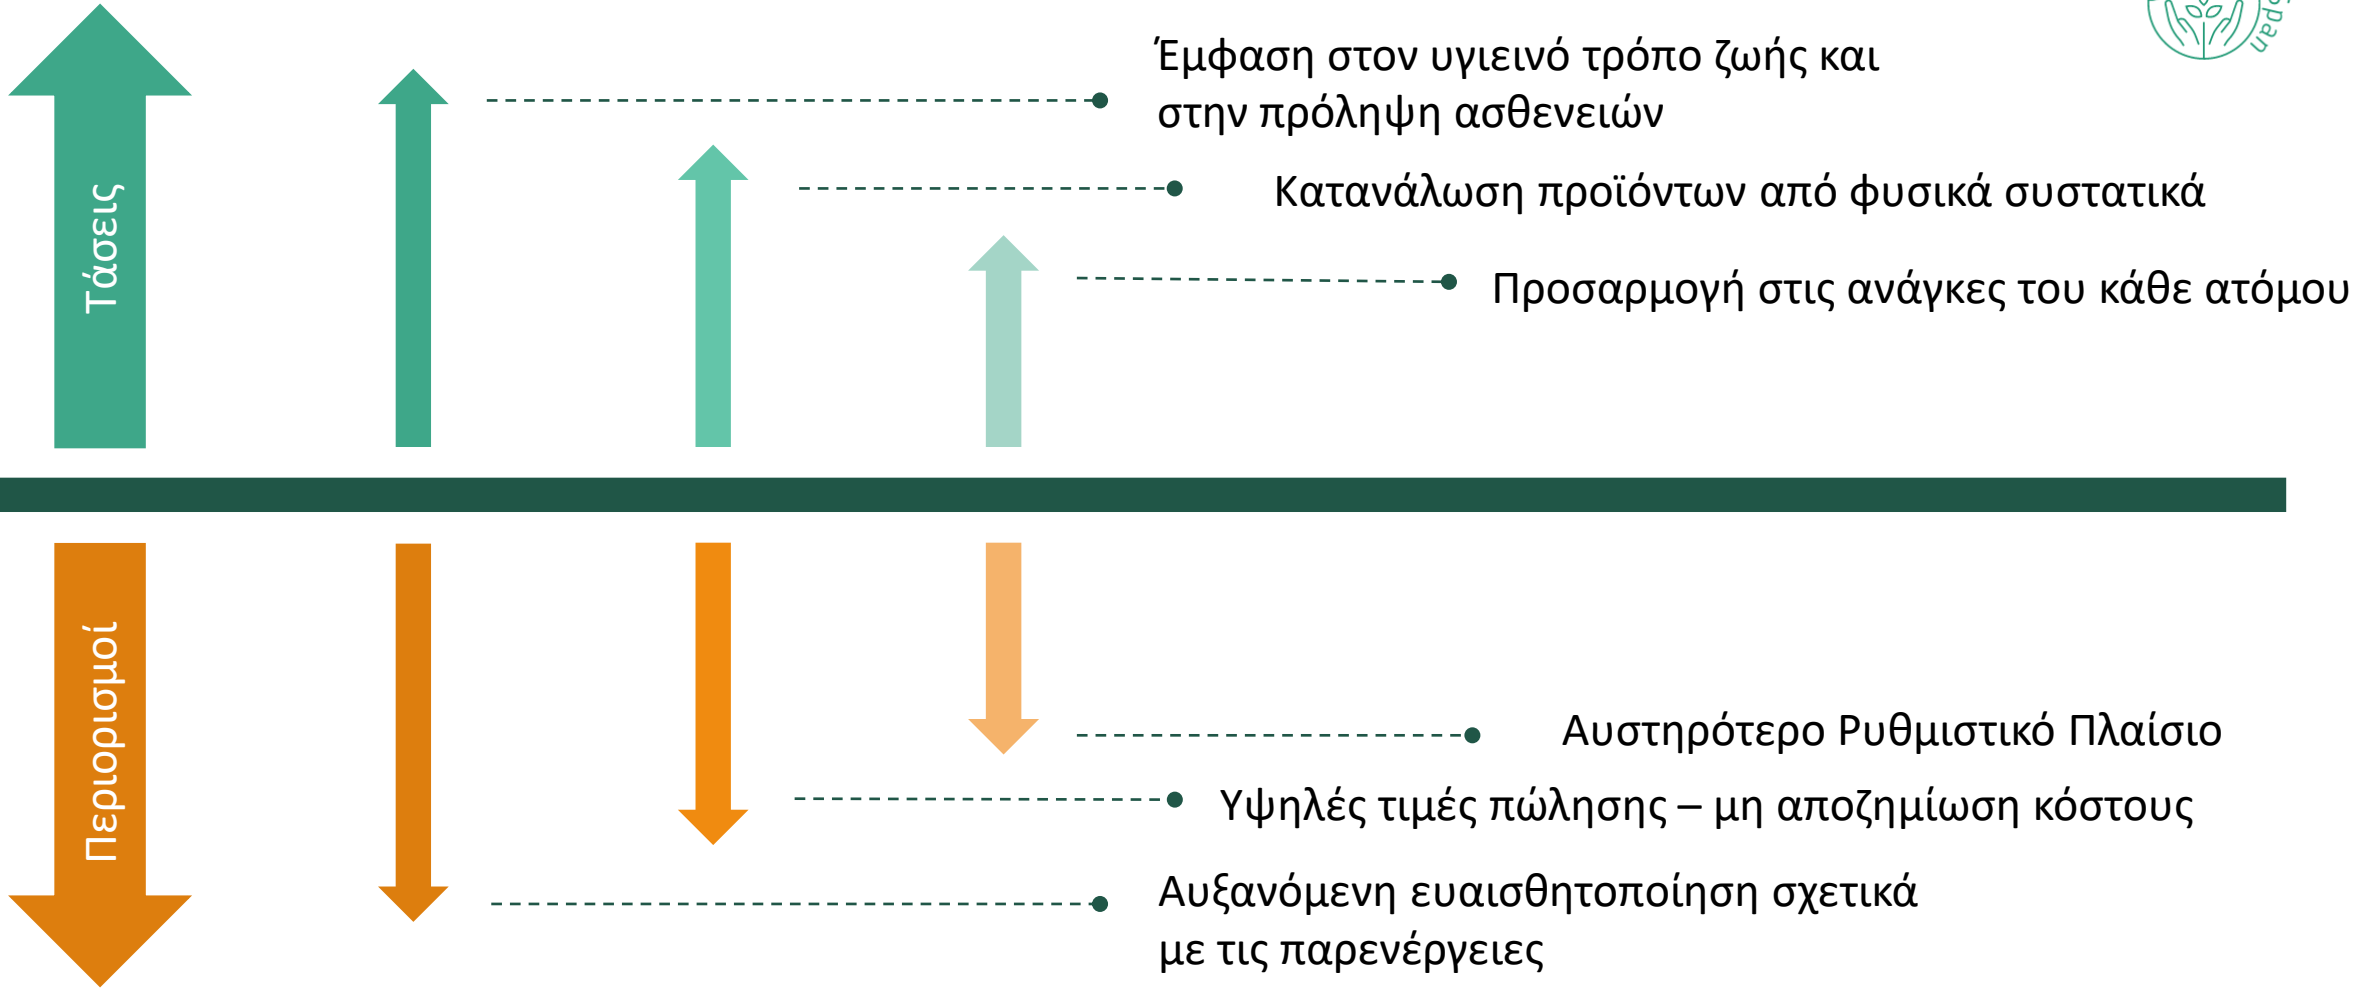 Τάσεις
Έμφαση στον υγιεινό τρόπο ζωής και
στην πρόληψη ασθενειών
Κατανάλωση προϊόντων από φυσικά συστατικά
Προσαρμογή στις ανάγκες του κάθε ατόμου
Περιορισμοί
Αυστηρότερο Ρυθμιστικό Πλαίσιο
Υψηλές τιμές πώλησης – μη αποζημίωση κόστους
Αυξανόμενη ευαισθητοποίηση σχετικά
με τις παρενέργειες